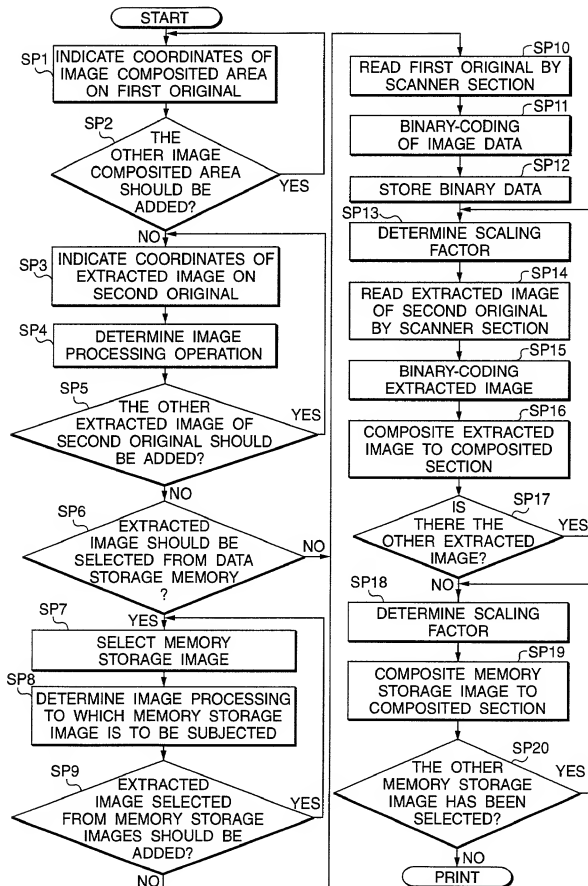 START
SP1
INDICATE COORDINATES OF
IMAGE COMPOSITED AREA
ON FIRST ORIGINAL
SP2
THE
OTHER IMAGE
COMPOSITED AREA
SHOULD BE
ADDED?
YES
NO
SP3
INDICATE COORDINATES OF
EXTRACTED IMAGE ON
SECOND ORIGINAL
SP4
DETERMINE IMAGE
PROCESSING OPERATION
SP5
THE OTHER
EXTRACTED IMAGE OF
SECOND ORIGINAL SHOULD
BE ADDED?
YES
NO
SP6
EXTRACTED
IMAGE SHOULD BE
SELECTED FROM DATA
STORAGE MEMORY
?
NO
YES
SP7
SELECT MEMORY
STORAGE IMAGE
SP8
DETERMINE IMAGE PROCESSING
TO WHICH MEMORY STORAGE
IMAGE IS TO BE SUBJECTED
SP9
EXTRACTED
IMAGE SELECTED
FROM MEMORY STORAGE
IMAGES SHOULD BE
ADDED?
YES
NO
SP10
READ FIRST ORIGINAL BY
SCANNER SECTION
SP11
BINARY-CODING
OF IMAGE DATA
SP12
STORE BINARY DATA
SP13
DETERMINE SCALING
FACTOR
SP14
READ EXTRACTED IMAGE
OF SECOND ORIGINAL
BY SCANNER SECTION
SP15
BINARY-CODING
EXTRACTED IMAGE
SP16
COMPOSITE EXTRACTED
IMAGE TO COMPOSITED
SECTION
SP17
IS
THERE THE
OTHER EXTRACTED
IMAGE?
YES
NO
SP18
DETERMINE SCALING
FACTOR
SP19
COMPOSITE MEMORY
STORAGE IMAGE TO
COMPOSITED SECTION
SP20
THE OTHER
MEMORY STORAGE
IMAGE HAS BEEN
SELECTED?
YES
NO
PRINT